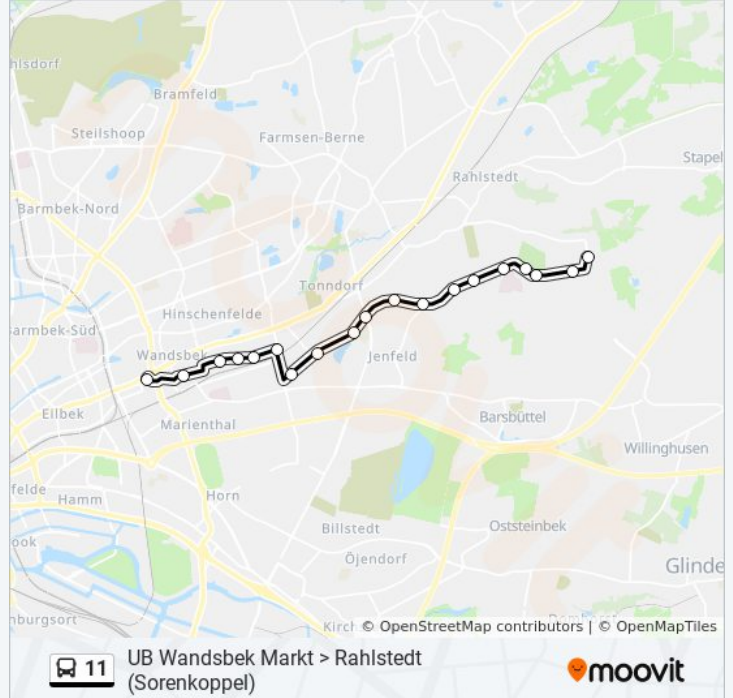 hlsdorf
Bramfeld
Steilshoop
Farmsen-Berne
Stapel
Rahlstedt
Barmbek-Nord
Tonndorf
Hinschenfelde
armbek-Süd
Wandsbek
Jenfeld
Eilbek
Marienthal
Barsbüttel
Willinghusen
felde
Hamm
Horn
Billstedt
Oststeinbek
ook
Öjendorf
Glinde
nburgsort
Kirch
© OpenStreetMap contributors | © OpenMapTiles
11
UB Wandsbek Markt > Rahlstedt
(Sorenkoppel)
moovit